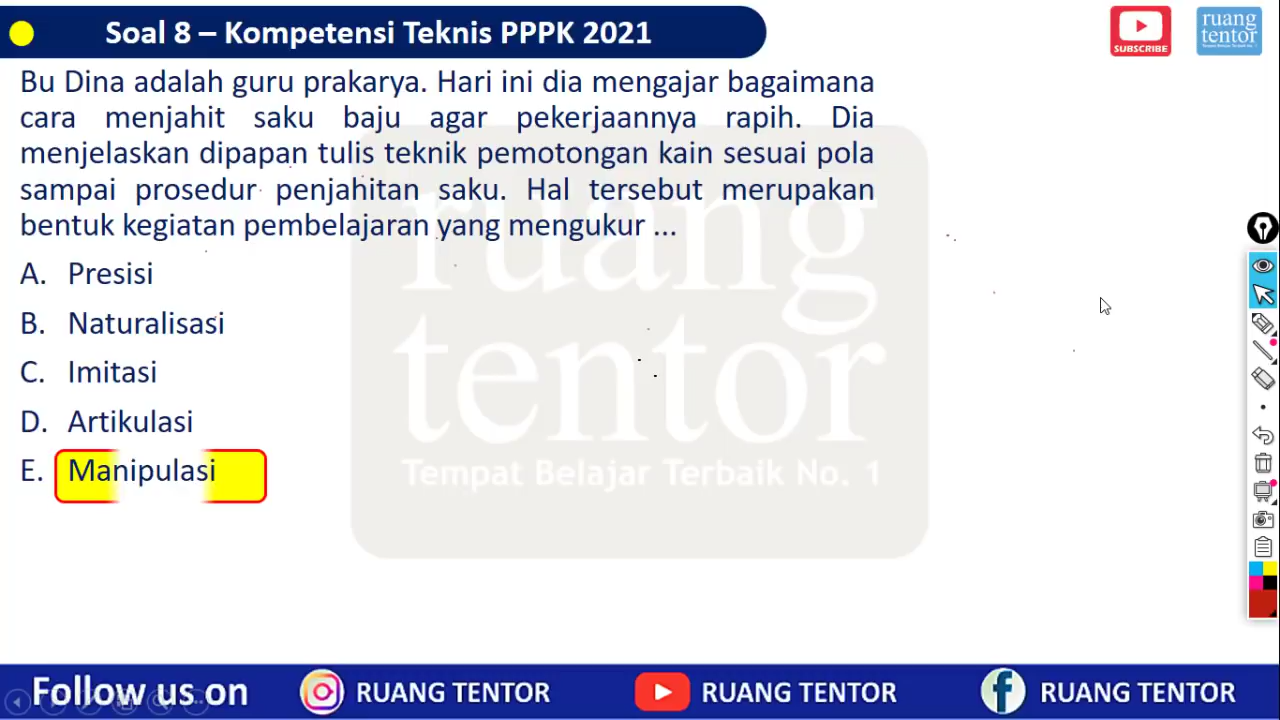 Soal 8 – Kompetensi Teknis PPPK 2021
SUBSCRIBE
ruang
tentor
Bu Dina adalah guru prakarya. Hari ini dia mengajar bagaimana
cara menjahit saku baju agar pekerjaannya rapih. Dia
menjelaskan dipapan tulis teknik pemotongan kain sesuai pola
sampai prosedur penjahitan saku. Hal tersebut merupakan
bentuk kegiatan pembelajaran yang mengukur ...
A. Presisi
B. Naturalisasi
C. Imitasi
D. Artikulasi
E. Manipulasi
ruang
tentor
Tempat Belajar Terbaik No. 1
Follow us on
RUANG TENTOR
RUANG TENTOR
RUANG TENTOR